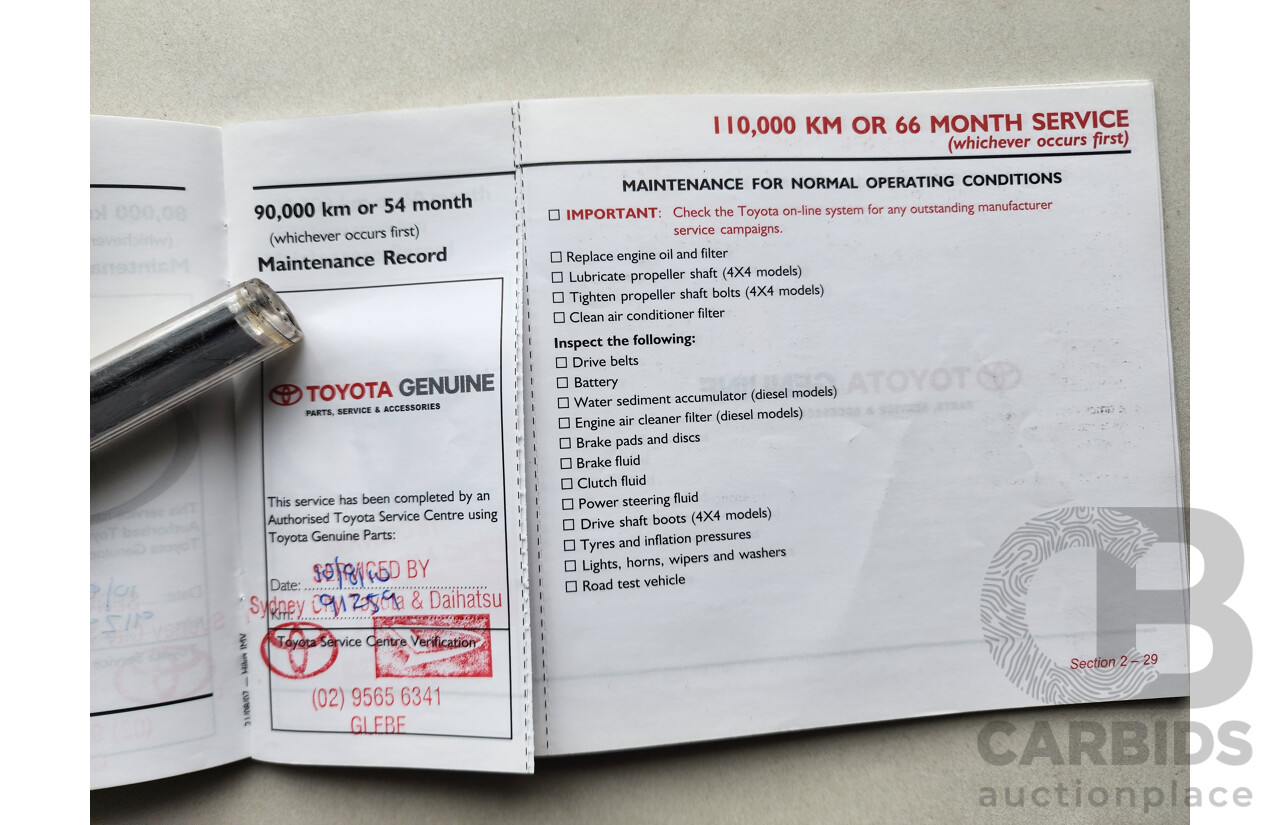 90,000 km or 54 month
(whichever occurs first)
Maintenance Record
TOYOTA GENUINE
PARTS, SERVICE & ACCESSORIES
This service has been completed by an
Authorised Toyota Service Centre using
Toyota Genuine Parts:
SERVICED BY
Date: 10/8/10
Sydney City Toyota & Daihatsu
Km: 91259
Toyota Service Centre Verification
(02) 9565 6341
GLEBE
110,000 KM OR 66 MONTH SERVICE
(whichever occurs first)
MAINTENANCE FOR NORMAL OPERATING CONDITIONS
IMPORTANT: Check the Toyota on-line system for any outstanding manufacturer
service campaigns.
Replace engine oil and filter
Lubricate propeller shaft (4X4 models)
Tighten propeller shaft bolts (4X4 models)
Clean air conditioner filter
Inspect the following:
Drive belts
Battery
Water sediment accumulator (diesel models)
Engine air cleaner filter (diesel models)
Brake pads and discs
Brake fluid
Clutch fluid
Power steering fluid
Drive shaft boots (4X4 models)
Tyres and inflation pressures
Lights, horns, wipers and washers
Road test vehicle
Section 2 – 29
CB
CARBIDS
auctionplace